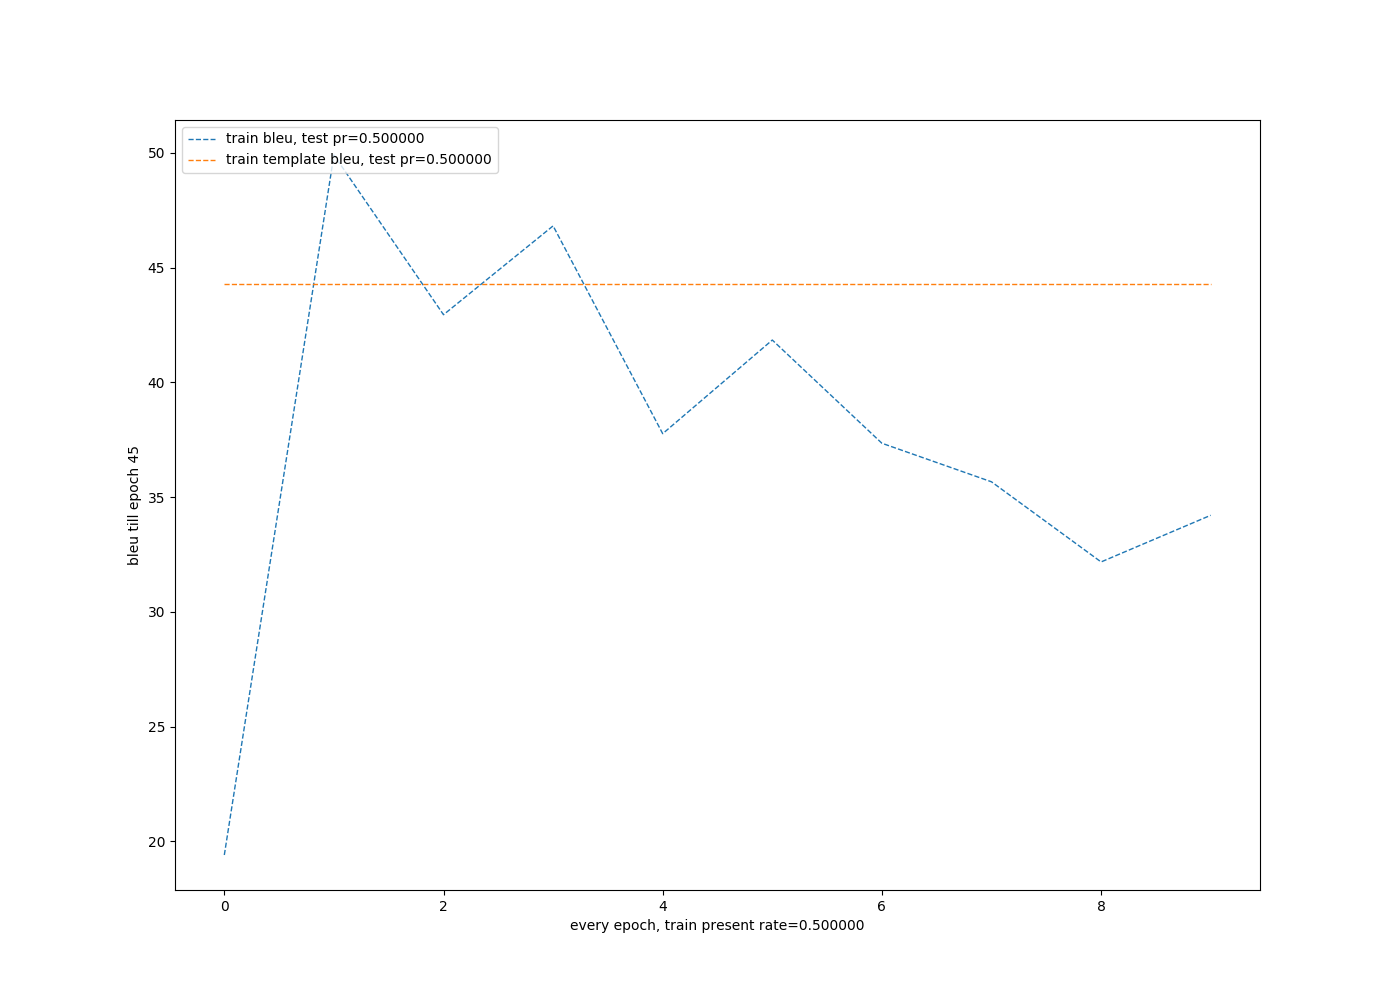 train bleu, test pr=0.500000
train template bleu, test pr=0.500000
50
45
40
35
30
25
20
bleu till epoch 45
0 2 4 6 8
every epoch, train present rate=0.500000